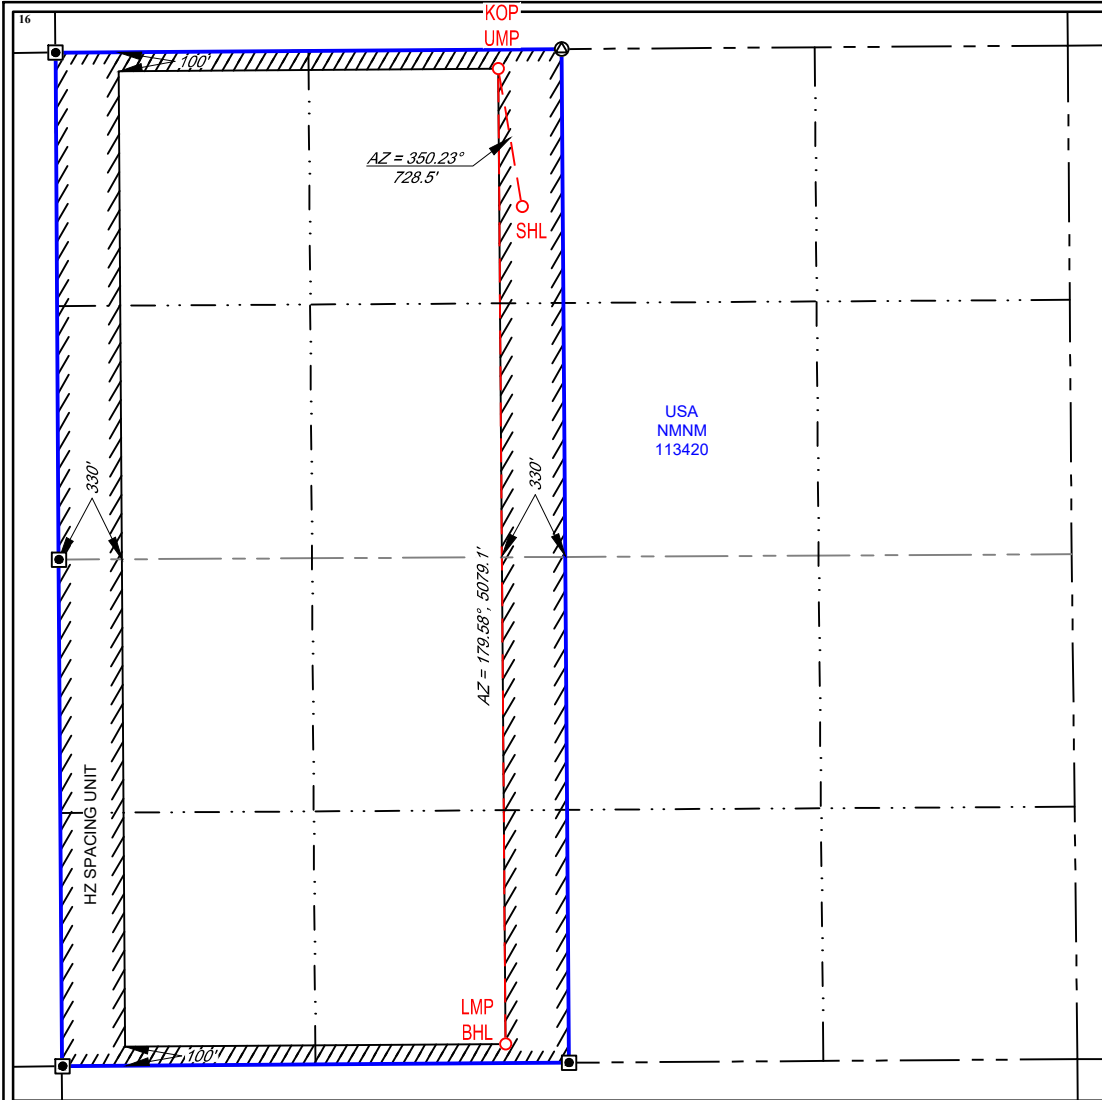 16
KOP
UMP
100'
AZ = 350.23°
728.5'
SHL
USA
NMNM
113420
330'
330'
AZ = 179.58°, 5079.1'
HZ SPACING UNIT
LMP
BHL
100'